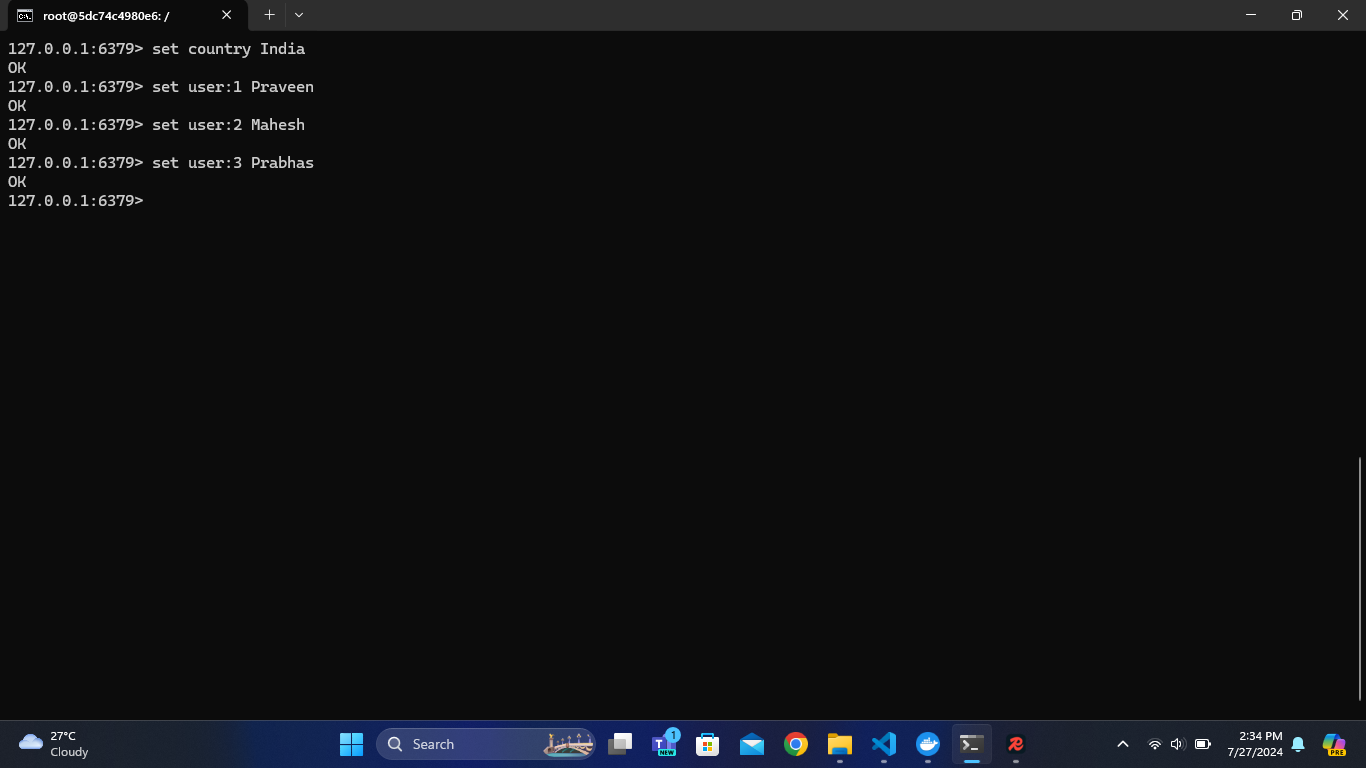 root@5dc74c4980e6: /
127.0.0.1:6379> set country India
OK
127.0.0.1:6379> set user:1 Praveen
OK
127.0.0.1:6379> set user:2 Mahesh
OK
127.0.0.1:6379> set user:3 Prabhas
OK
127.0.0.1:6379>
27°C
Cloudy
Search
1
NEW
2:34 PM
7/27/2024
PRE